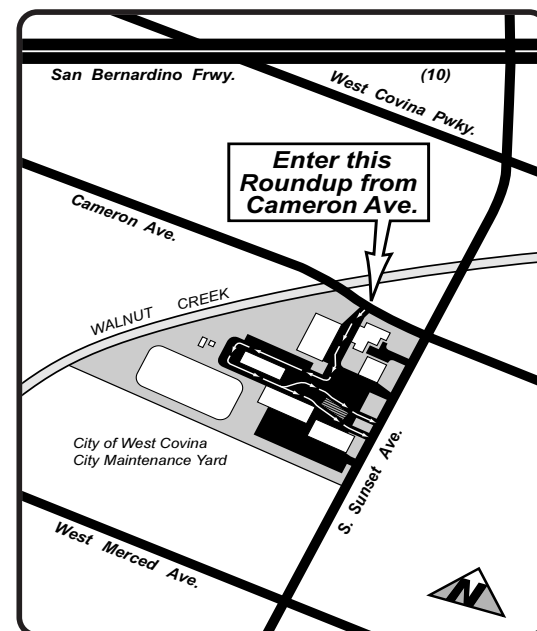 San Bernardino Frwy.
(10)
West Covina Pwky.
Enter this
Roundup from
Cameron Ave.
Cameron Ave.
WALNUT CREEK
City of West Covina
City Maintenance Yard
S. Sunset Ave.
West Merced Ave.
N